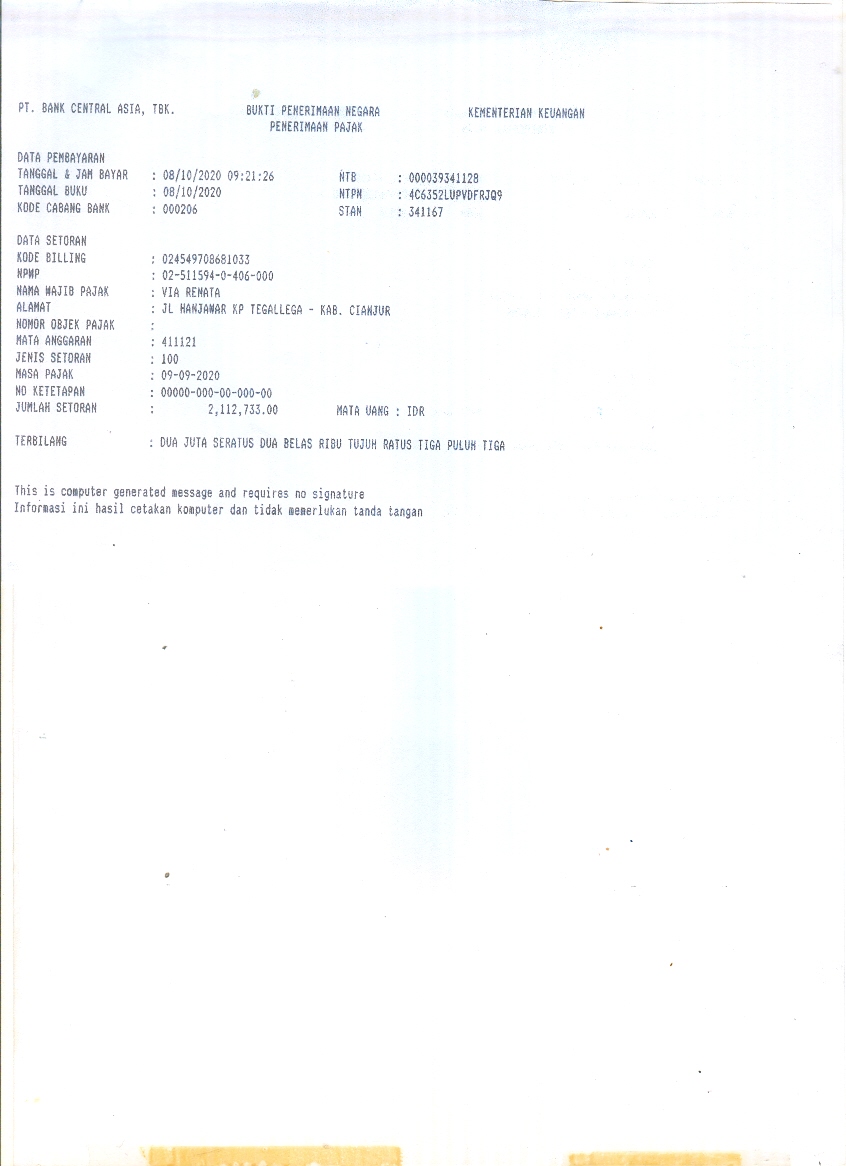 PT. BANK CENTRAL ASIA, TBK. BUKTI PENERIMAAN NEGARA KEMENTERIAN KEUANGAN
PENERIMAAN PAJAK
DATA PEMBAYARAN
TANGGAL & JAM BAYAR : 08/10/2020 09:21:26 NTB : 000039341128
TANGGAL BUKU : 08/10/2020 NTPN : 4C6352LUPVDFRJQ9
KODE CABANG BANK : 000206 STAN : 341167
DATA SETORAN
KODE BILLING : 024549708681033
NPWP : 02-511594-0-406-000
NAMA WAJIB PAJAK : VIA RENATA
ALAMAT : JL HANJAWAR KP TEGALLEGA - KAB. CIANJUR
NOMOR OBJEK PAJAK :
MATA ANGGARAN : 411121
JENIS SETORAN : 100
MASA PAJAK : 09-09-2020
NO KETETAPAN : 00000-000-00-000-00
JUMLAH SETORAN : 2,112,733.00 MATA UANG : IDR
TERBILANG : DUA JUTA SERATUS DUA BELAS RIBU TUJUH RATUS TIGA PULUH TIGA
This is computer generated message and requires no signature
Informasi ini hasil cetakan komputer dan tidak memerlukan tanda tangan